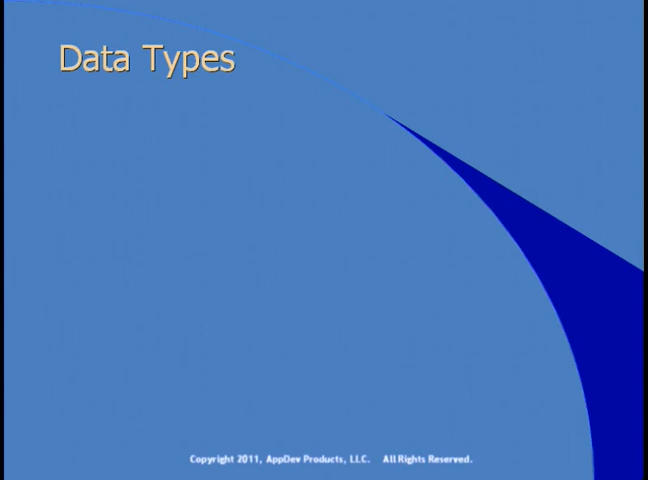 Data Types
Copyright 2011, AppDev Products, LLC. All Rights Reserved.